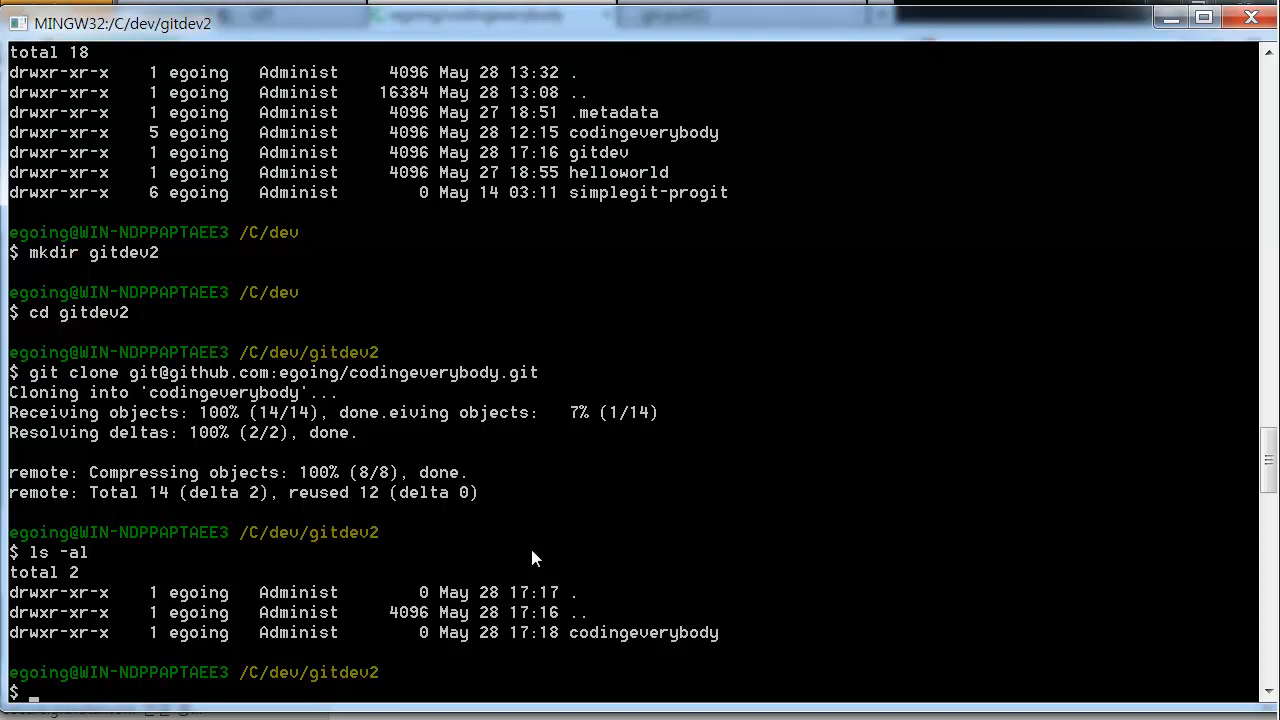 MINGW32:/C/dev/gitdev2
total 18
drwxr-xr-x    1 egoing   Administ     4096 May 28 13:32 .
drwxr-xr-x    1 egoing   Administ    16384 May 28 13:08 ..
drwxr-xr-x    1 egoing   Administ     4096 May 27 18:51 .metadata
drwxr-xr-x    5 egoing   Administ     4096 May 28 12:15 codingeverybody
drwxr-xr-x    1 egoing   Administ     4096 May 28 17:16 gitdev
drwxr-xr-x    1 egoing   Administ     4096 May 27 18:55 helloworld
drwxr-xr-x    6 egoing   Administ        0 May 14 03:11 simplegit-progit
egoing@WIN-NDPPAPTAEE3 /C/dev
$ mkdir gitdev2
egoing@WIN-NDPPAPTAEE3 /C/dev
$ cd gitdev2
egoing@WIN-NDPPAPTAEE3 /C/dev/gitdev2
$ git clone git@github.com:egoing/codingeverybody.git
Cloning into 'codingeverybody'...
Receiving objects: 100% (14/14), done.eiving objects:   7% (1/14)
Resolving deltas: 100% (2/2), done.
remote: Compressing objects: 100% (8/8), done.
remote: Total 14 (delta 2), reused 12 (delta 0)
egoing@WIN-NDPPAPTAEE3 /C/dev/gitdev2
$ ls -al
total 2
drwxr-xr-x    1 egoing   Administ        0 May 28 17:17 .
drwxr-xr-x    1 egoing   Administ     4096 May 28 17:16 ..
drwxr-xr-x    1 egoing   Administ        0 May 28 17:18 codingeverybody
egoing@WIN-NDPPAPTAEE3 /C/dev/gitdev2
$